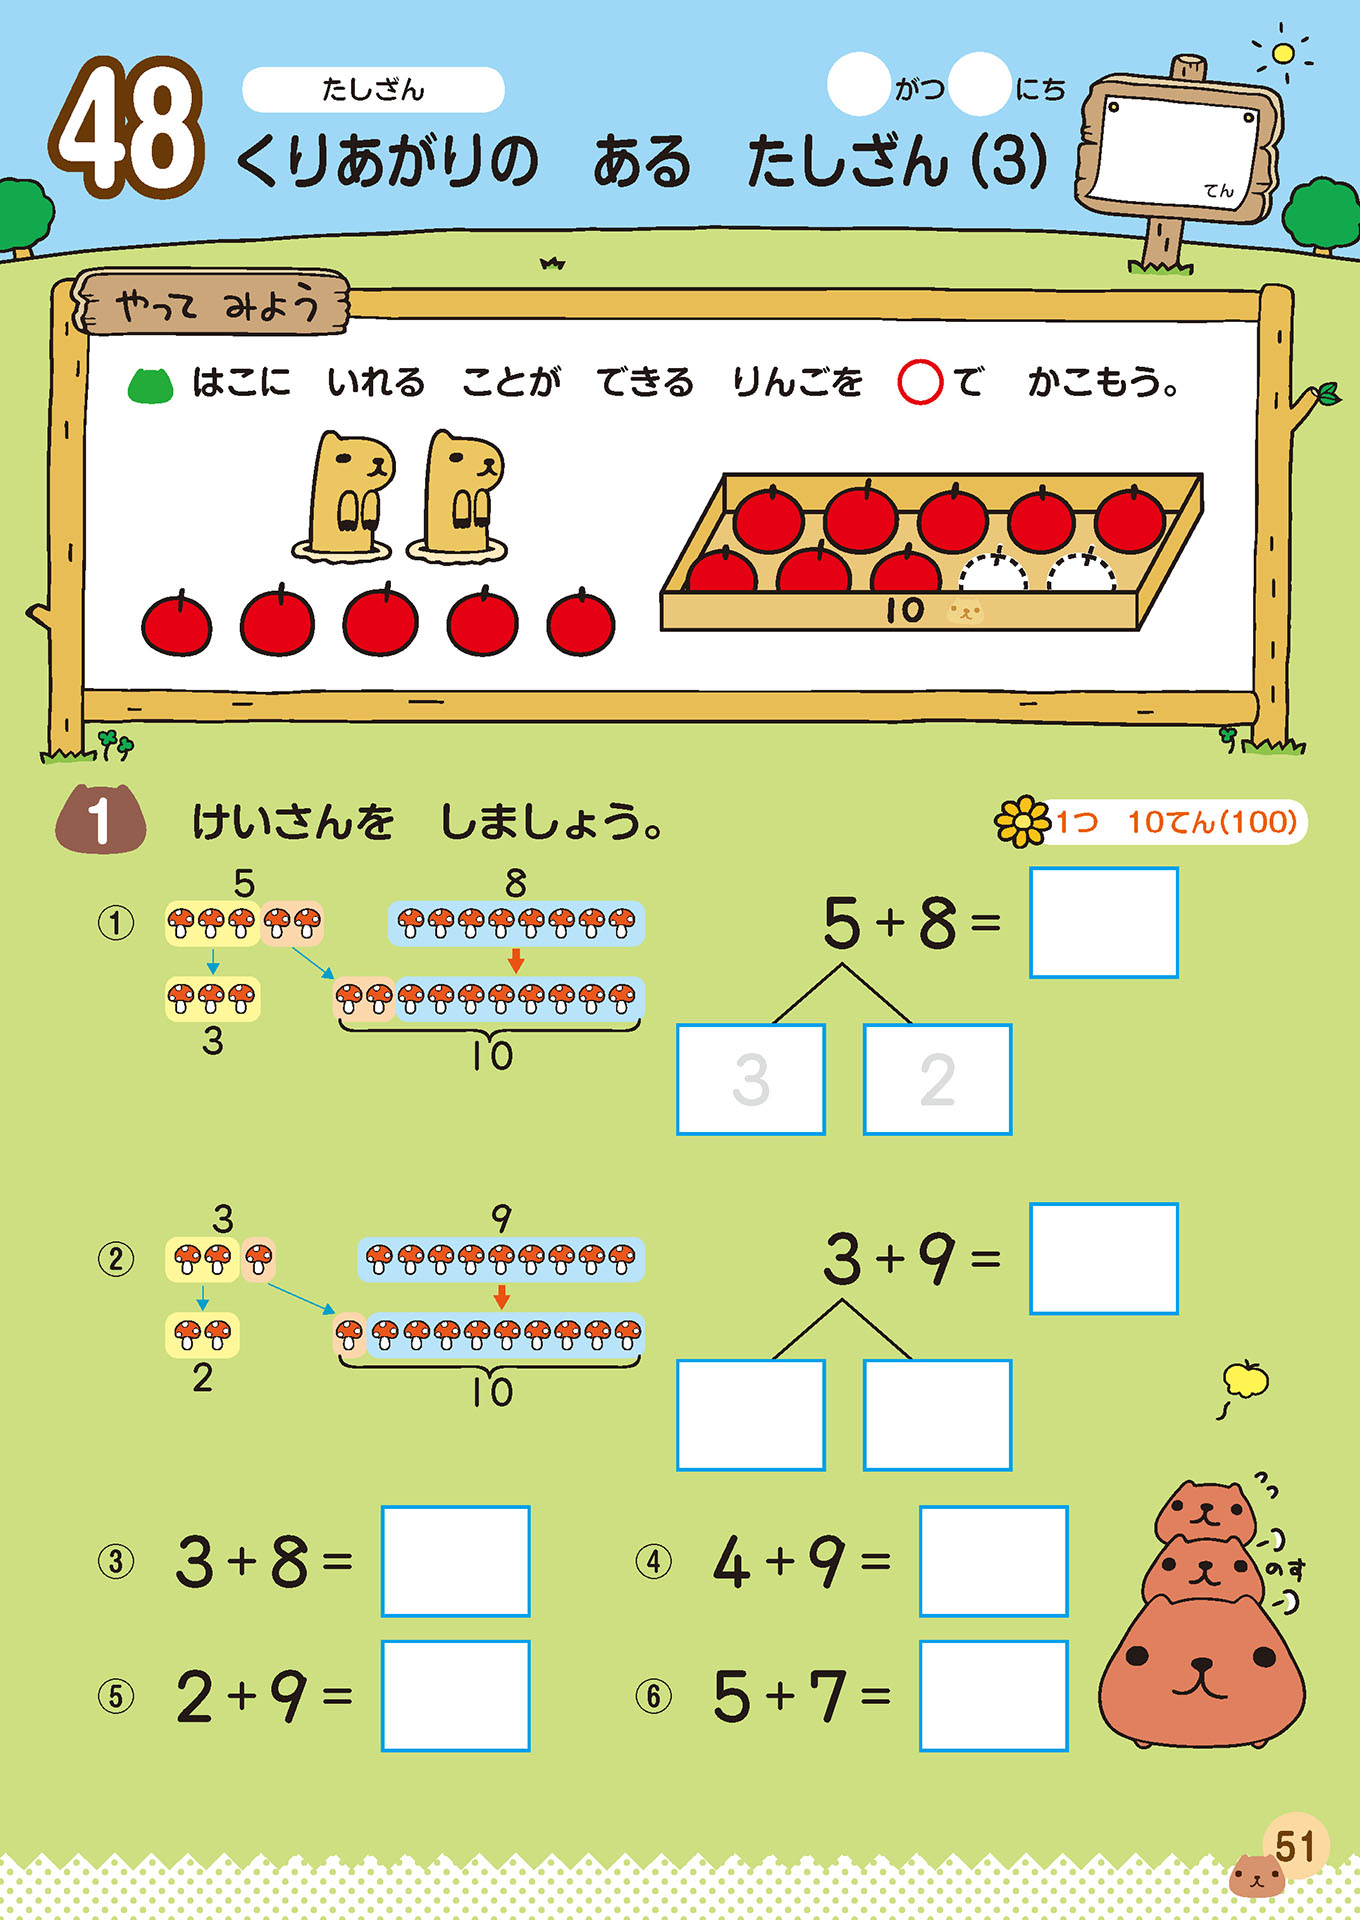 48
たしざん
がつ にち
くりあがりの ある たしざん(3)
てん
やって みよう
はこに いれる ことが できる りんごを ○で かこもう。
10
1 けいさんを しましょう。
1つ 10てん(100)
① 5 8
3 10
5+8=
3 2
② 3 9
2 10
3+9=
③ 3+8=
④ 4+9=
⑤ 2+9=
⑥ 5+7=
っっ
のす
51